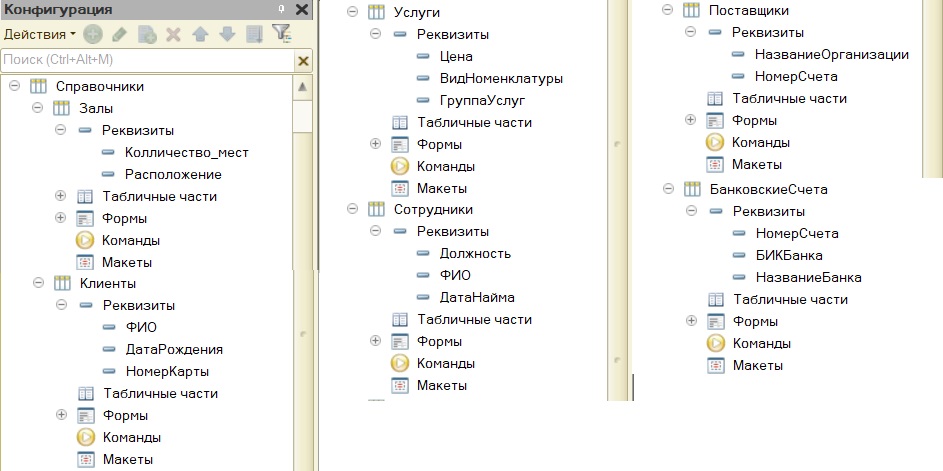 Конфигурация
Действия
Поиск (Ctrl+Alt+M)
Справочники
Залы
Реквизиты
Колличество_мест
Расположение
Табличные части
Формы
Команды
Макеты
Клиенты
Реквизиты
ФИО
ДатаРождения
НомерКарты
Табличные части
Формы
Команды
Макеты
Услуги
Реквизиты
Цена
ВидНоменклатуры
ГруппаУслуг
Табличные части
Формы
Команды
Макеты
Сотрудники
Реквизиты
Должность
ФИО
ДатаНайма
Табличные части
Формы
Команды
Макеты
Поставщики
Реквизиты
НазваниеОрганизации
НомерСчета
Табличные части
Формы
Команды
Макеты
БанковскиеСчета
Реквизиты
НомерСчета
БИКБанка
НазваниеБанка
Табличные части
Формы
Команды
Макеты